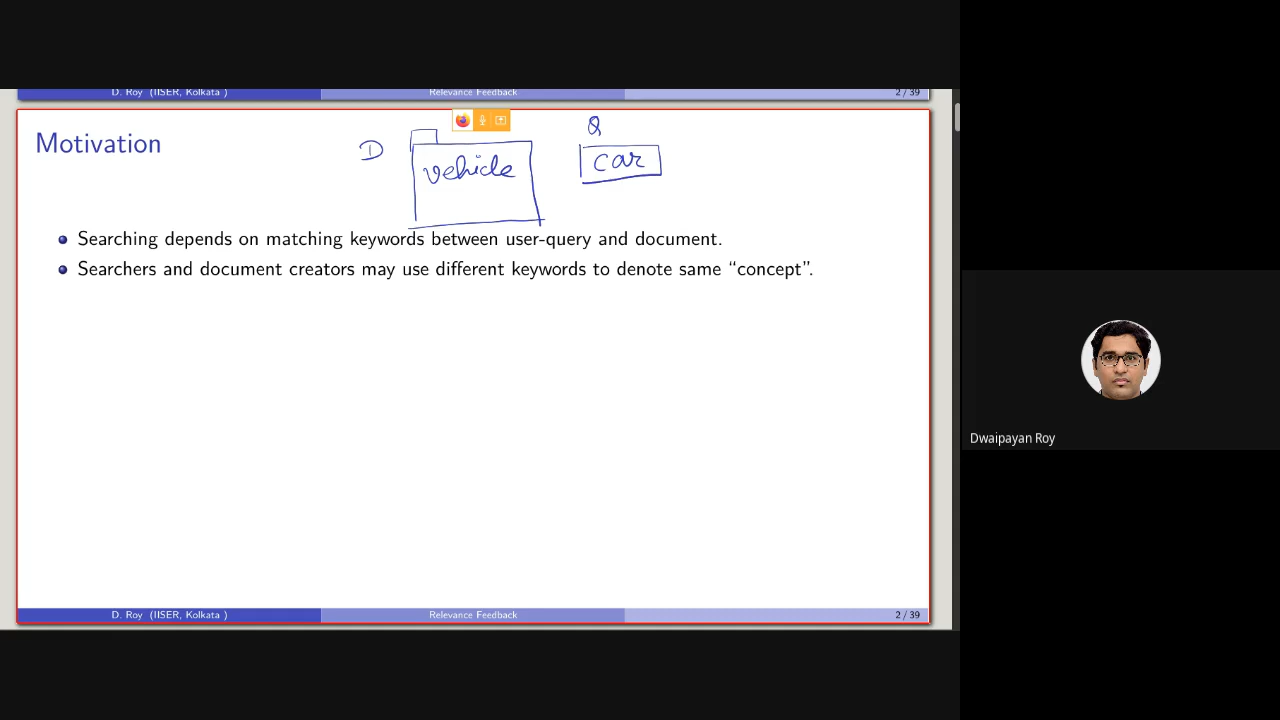 D. Roy (IISER, Kolkata ) Relevance Feedback 2 / 39
Motivation
D vehicle Q car
Searching depends on matching keywords between user-query and document.
Searchers and document creators may use different keywords to denote same “concept”.
Dwaipayan Roy
D. Roy (IISER, Kolkata ) Relevance Feedback 2 / 39